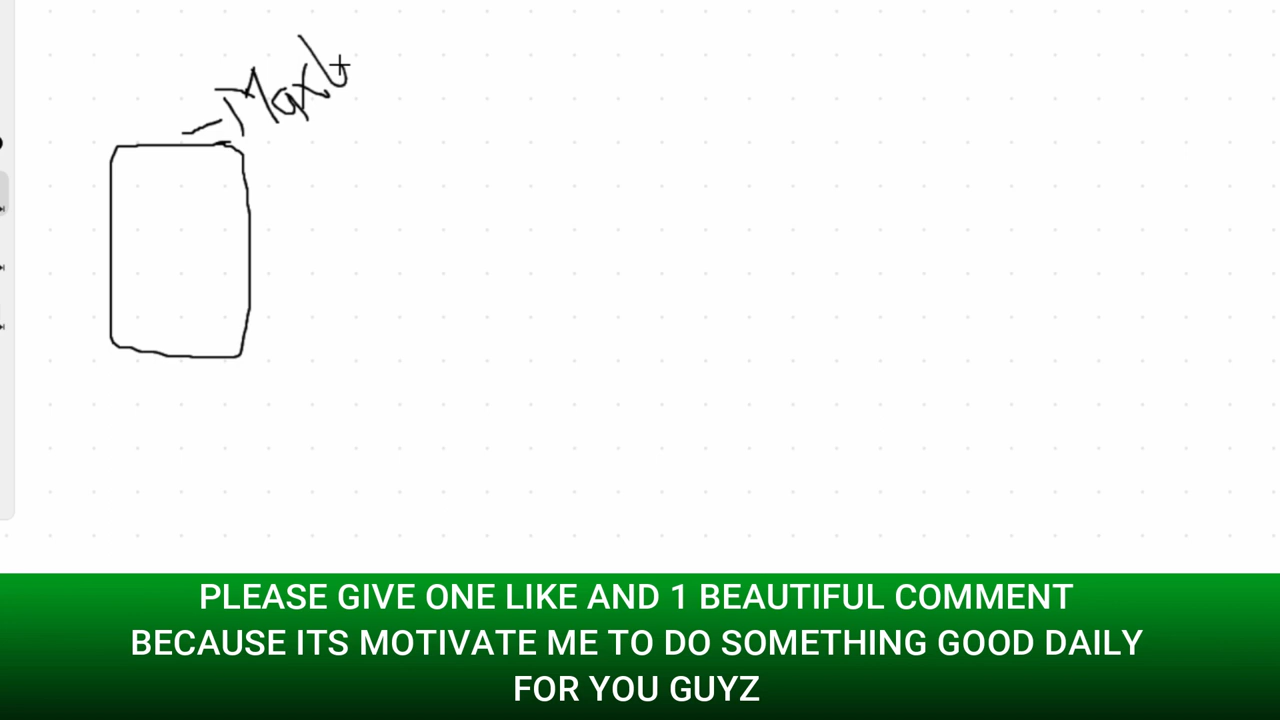 PLEASE GIVE ONE LIKE AND 1 BEAUTIFUL COMMENT
BECAUSE ITS MOTIVATE ME TO DO SOMETHING GOOD DAILY
FOR YOU GUYZ